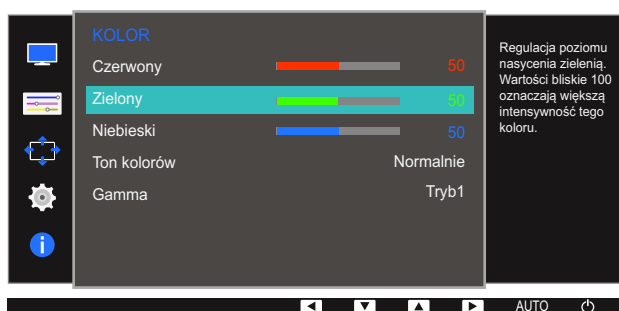 KOLOR
Czerwony 50
Zielony 50
Niebieski 50
Ton kolorów Normalnie
Gamma Tryb1
Regulacja poziomu
nasycenia zielenią.
Wartości bliskie 100
oznaczają większą
intensywność tego
koloru.
AUTO